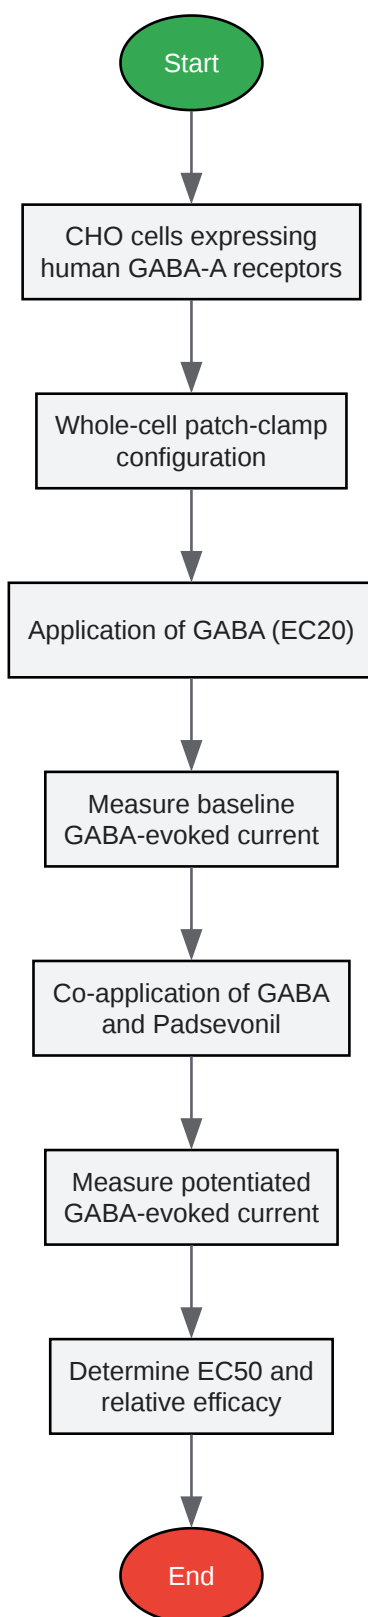 Start
CHO cells expressing
human GABA-A receptors
Whole-cell patch-clamp
configuration
Application of GABA (EC20)
Measure baseline
GABA-evoked current
Co-application of GABA
and Padsevonil
Measure potentiated
GABA-evoked current
Determine EC50 and
relative efficacy
End